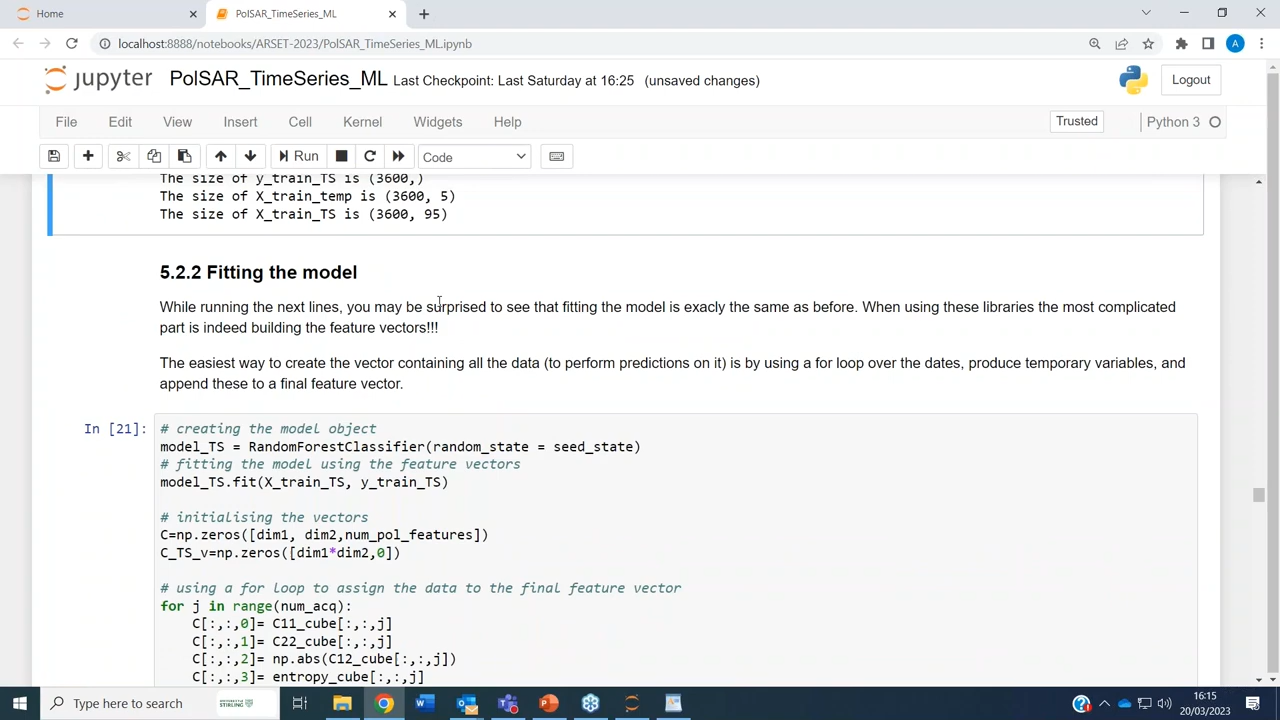 Home
PolSAR_TimeSeries_ML
localhost:8888/notebooks/ARSET-2023/PolSAR_TimeSeries_ML.ipynb
A
jupyter PolSAR_TimeSeries_ML Last Checkpoint: Last Saturday at 16:25 (unsaved changes)
Logout
File Edit View Insert Cell Kernel Widgets Help
Trusted Python 3
Run Code
The size of y_train_TS is (3600,)
The size of X_train_temp is (3600, 5)
The size of X_train_TS is (3600, 95)
5.2.2 Fitting the model
While running the next lines, you may be surprised to see that fitting the model is exacly the same as before. When using these libraries the most complicated
part is indeed building the feature vectors!!!
The easiest way to create the vector containing all the data (to perform predictions on it) is by using a for loop over the dates, produce temporary variables, and
append these to a final feature vector.
In [21]:
# creating the model object
model_TS = RandomForestClassifier(random_state = seed_state)
# fitting the model using the feature vectors
model_TS.fit(X_train_TS, y_train_TS)
# initialising the vectors
C=np.zeros([dim1, dim2,num_pol_features])
C_TS_v=np.zeros([dim1*dim2,0])
# using a for loop to assign the data to the final feature vector
for j in range(num_acq):
C[:,:,0]= C11_cube[:,:,j]
C[:,:,1]= C22_cube[:,:,j]
C[:,:,2]= np.abs(C12_cube[:,:,j])
C[:,:,3]= entropy_cube[:,:,j]
Type here to search
16:15
20/03/2023